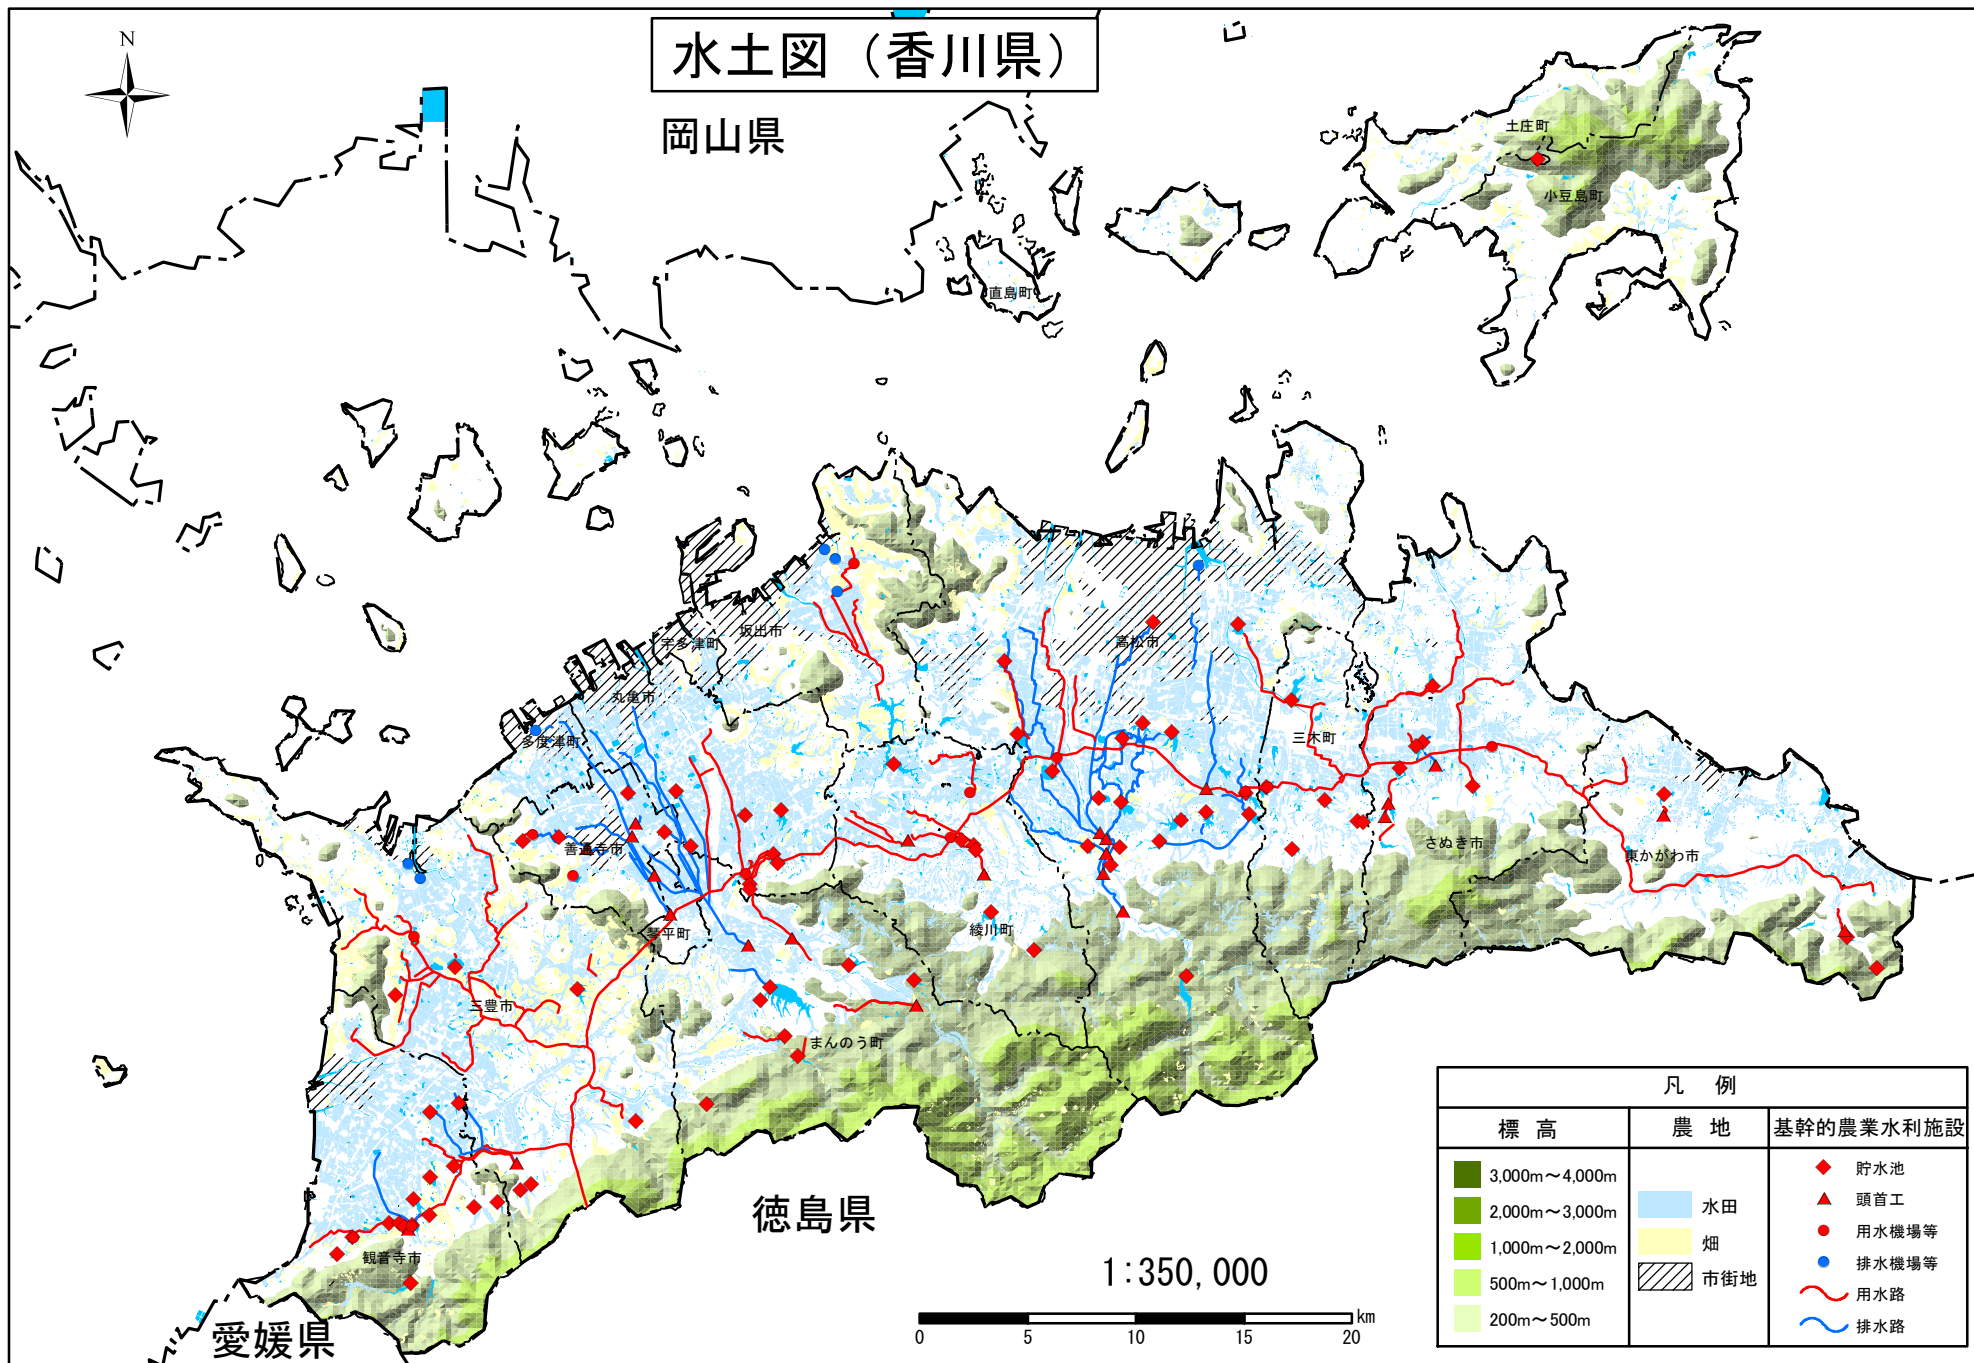 水土図（香川県）
N
岡山県
土庄町
小豆島町
直島町
坂出市
宇多津町
高松市
丸亀市
多度津町
三木町
善通寺市
さぬき市
東かがわ市
琴平町
綾川町
三豊市
まんのう町
観音寺市
徳島県
愛媛県
1:350,000
km
0 5 10 15 20
凡 例
標 高
農 地
基幹的農業水利施設
3,000m～4,000m
2,000m～3,000m
1,000m～2,000m
500m～1,000m
200m～500m
水田
畑
市街地
貯水池
頭首工
用水機場等
排水機場等
用水路
排水路